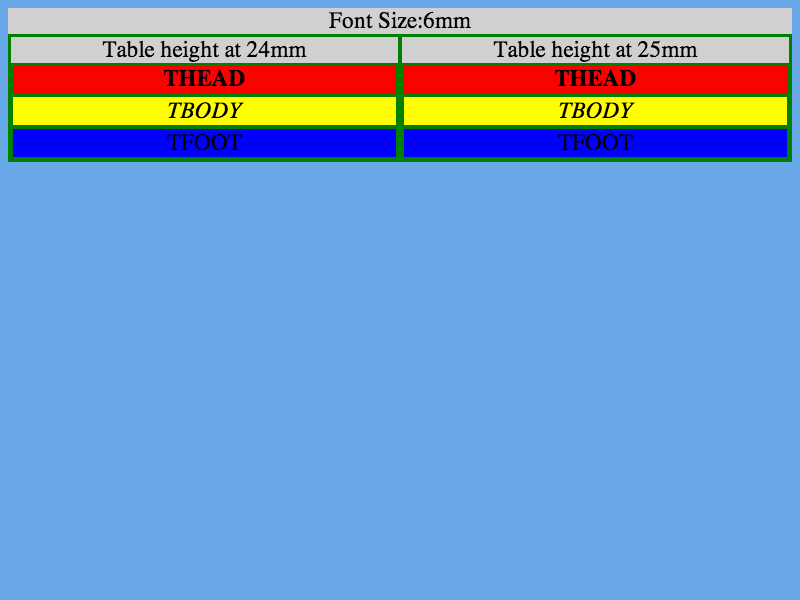 Font Size:6mm
Table height at 24mm Table height at 25mm
THEAD THEAD
TBODY TBODY
TFOOT TFOOT